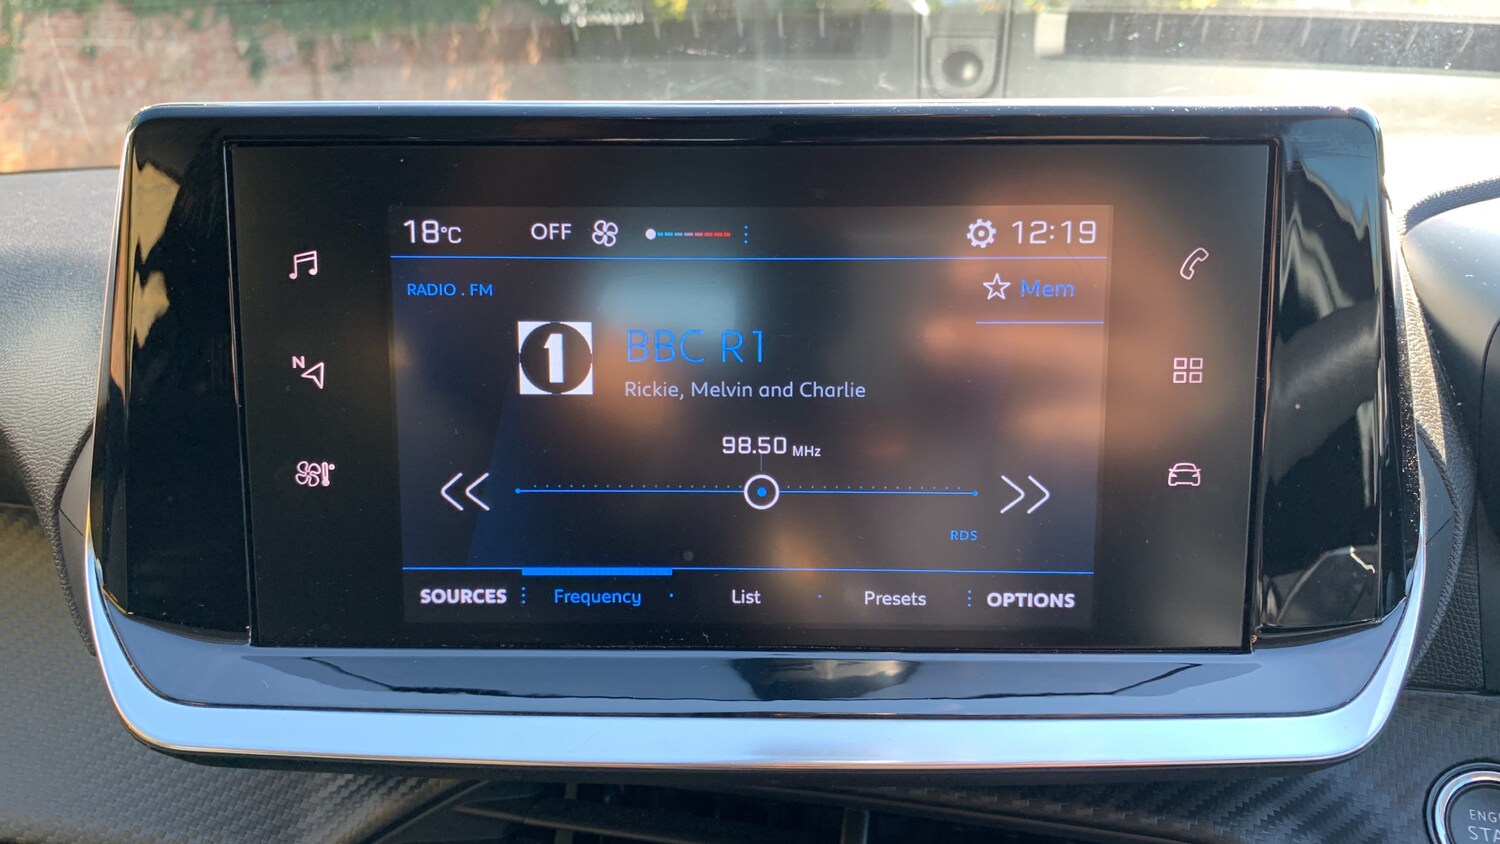 18°C OFF 12:19
RADIO . FM
Mem
1
BBC R1
Rickie, Melvin and Charlie
N
98.50 MHz
RDS
SOURCES Frequency List Presets OPTIONS